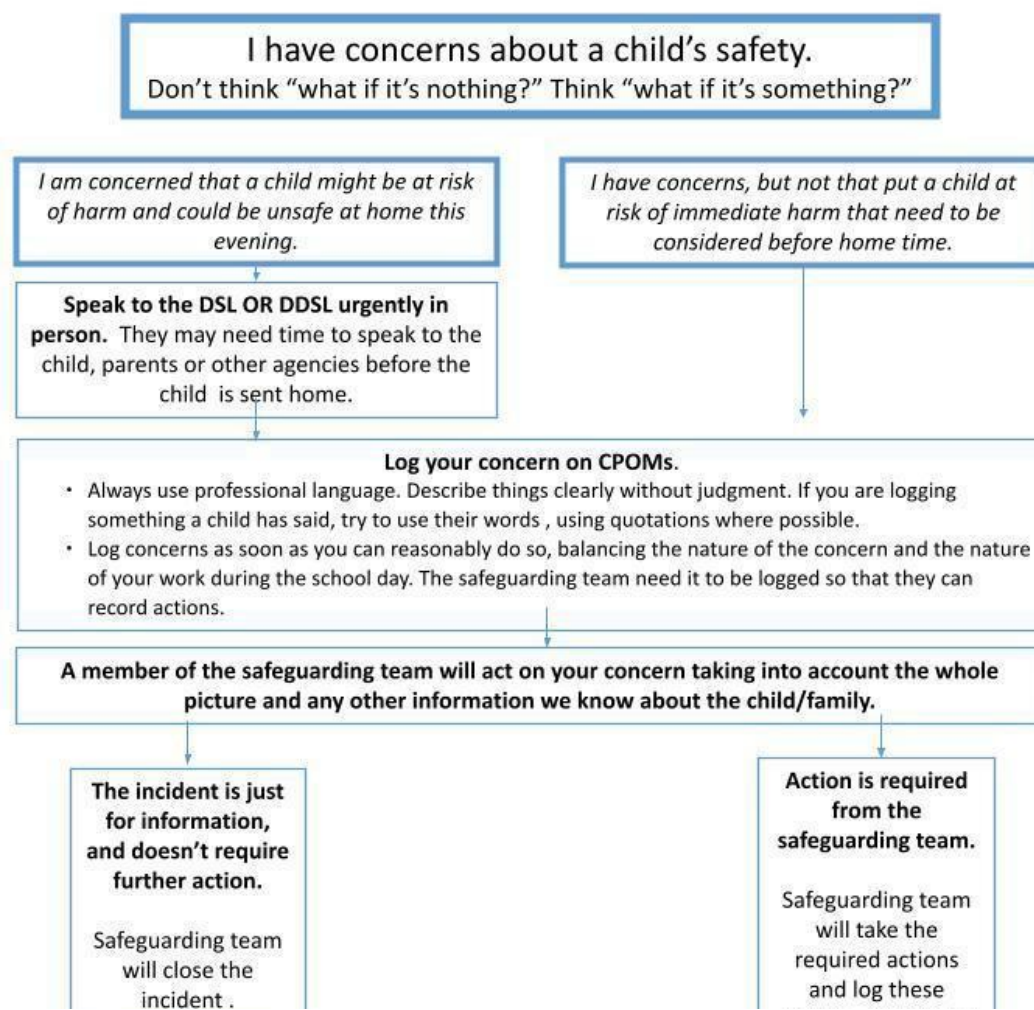 I have concerns about a child's safety.
Don't think “what if it's nothing?” Think “what if it's something?”
I am concerned that a child might be at risk
of harm and could be unsafe at home this
evening.
I have concerns, but not that put a child at
risk of immediate harm that need to be
considered before home time.
Speak to the DSL OR DDSL urgently in
person. They may need time to speak to the
child, parents or other agencies before the
child is sent home.
Log your concern on CPOMs.
· Always use professional language. Describe things clearly without judgment. If you are logging
something a child has said, try to use their words , using quotations where possible.
· Log concerns as soon as you can reasonably do so, balancing the nature of the concern and the nature
of your work during the school day. The safeguarding team need it to be logged so that they can
record actions.
A member of the safeguarding team will act on your concern taking into account the whole
picture and any other information we know about the child/family.
The incident is just
for information,
and doesn't require
further action.
Safeguarding team
will close the
incident .
Action is required
from the
safeguarding team.
Safeguarding team
will take the
required actions
and log these